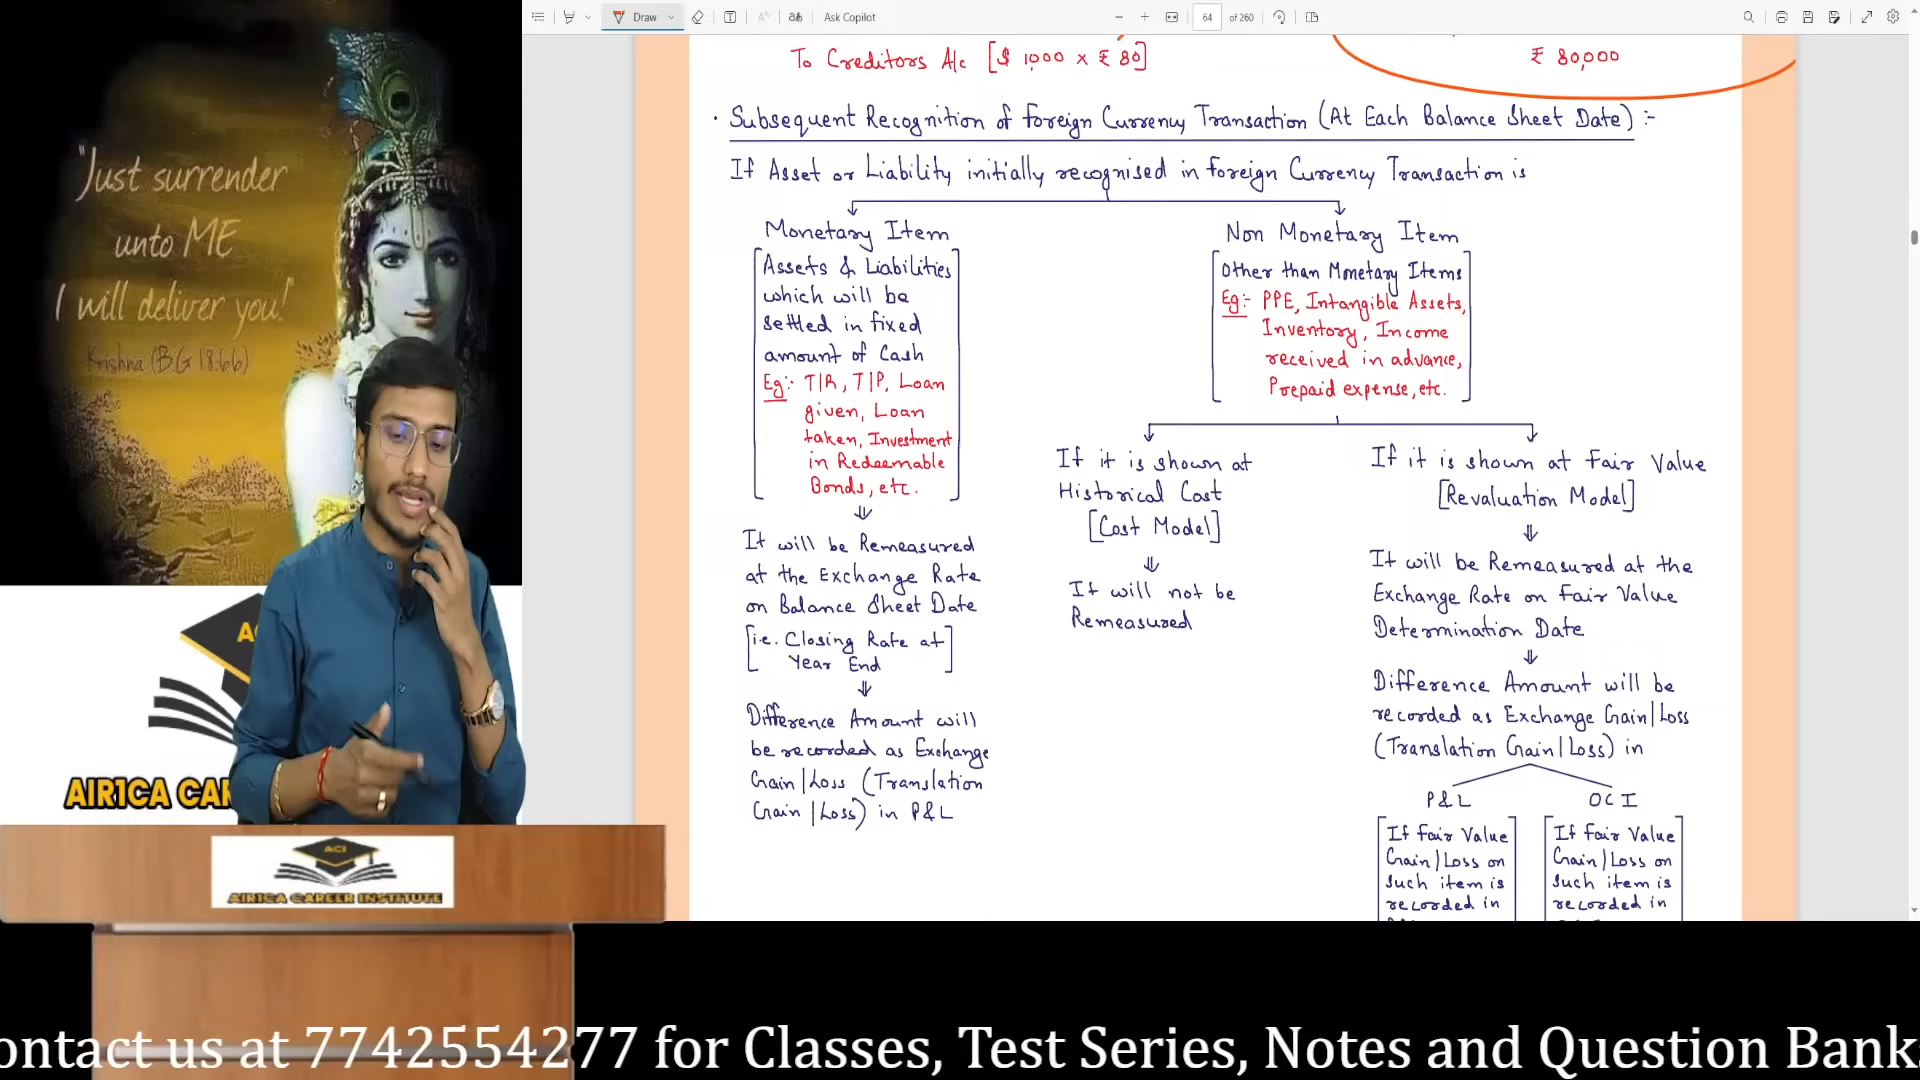 Draw
Ask Copilot
64
of 260
To Creditors A/c [$ 1,000 x ₹ 80]
₹ 80,000
· Subsequent Recognition of Foreign Currency Transaction (At Each Balance Sheet Date) :-
If Asset or Liability initially recognised in Foreign Currency Transaction is
Monetary Item
[Assets & Liabilities
which will be
settled in fixed
amount of Cash
Eg:- T|R, T|P, Loan
given, Loan
taken, Investment
in Redeemable
Bonds, etc.]
It will be Remeasured
at the Exchange Rate
on Balance Sheet Date
[i.e. Closing Rate at
Year End]
Difference Amount will
be recorded as Exchange
Gain|Loss (Translation
Gain|Loss) in P&L
Non Monetary Item
[Other than Monetary Items
Eg:- PPE, Intangible Assets,
Inventory, Income
received in advance,
Prepaid expense, etc.]
If it is shown at
Historical Cost
[Cost Model]
It will not be
Remeasured
If it is shown at Fair Value
[Revaluation Model]
It will be Remeasured at the
Exchange Rate on Fair Value
Determination Date
Difference Amount will be
recorded as Exchange Gain|Loss
(Translation Gain|Loss) in
P&L
[If Fair Value
Gain|Loss on
such item is
recorded in
OCI
[If Fair Value
Gain|Loss on
such item is
recorded in
"Just surrender
unto ME
I will deliver you!"
Krishna (B.G 18:66)
AIR1CA CAR
ACI
AIR1CA CAREER INSTITUTE
ontact us at 7742554277 for Classes, Test Series, Notes and Question Bank